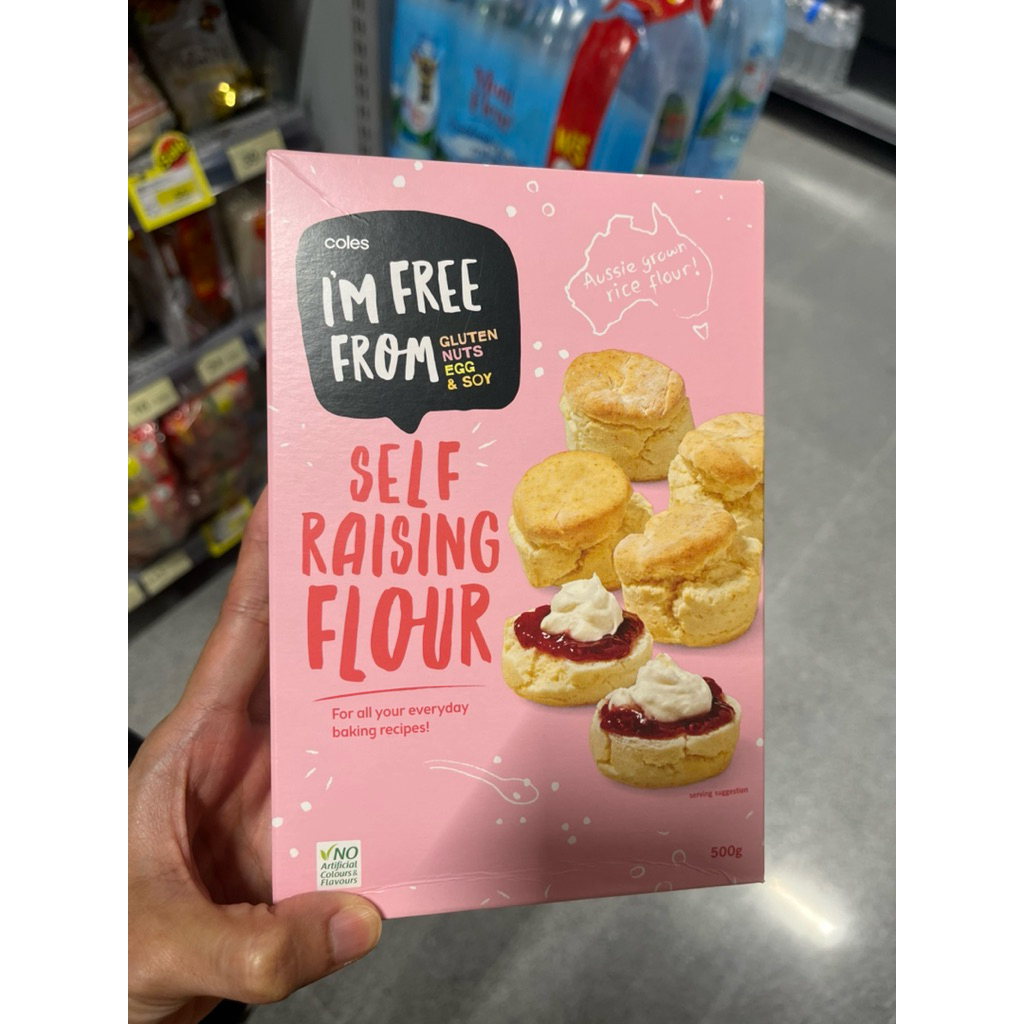 coles
I'M FREE
FROM
GLUTEN
NUTS
EGG
& SOY
Aussie grown
rice flour!
SELF
RAISING
FLOUR
For all your everyday
baking recipes!
serving suggestion
500g
NO
Artificial
Colours &
Flavours